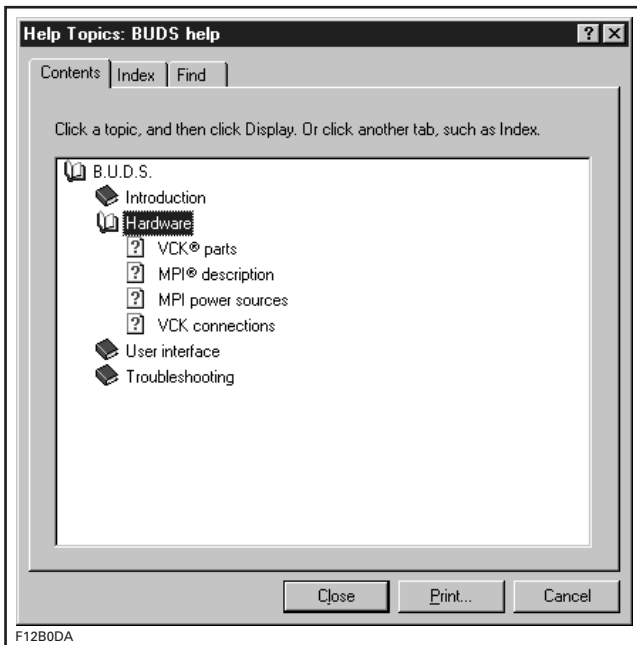 Help Topics: BUDS help
Contents Index Find
Click a topic, and then click Display. Or click another tab, such as Index.
B.U.D.S.
Introduction
Hardware
VCK® parts
MPI® description
MPI power sources
VCK connections
User interface
Troubleshooting
Close Print... Cancel
F12B0DA